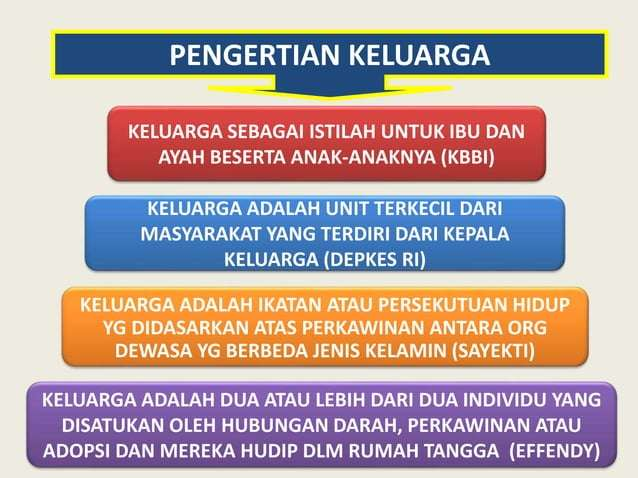 PENGERTIAN KELUARGA
KELUARGA SEBAGAI ISTILAH UNTUK IBU DAN
AYAH BESERTA ANAK-ANAKNYA (KBBI)
KELUARGA ADALAH UNIT TERKECIL DARI
MASYARAKAT YANG TERDIRI DARI KEPALA
KELUARGA (DEPKES RI)
KELUARGA ADALAH IKATAN ATAU PERSEKUTUAN HIDUP
YG DIDASARKAN ATAS PERKAWINAN ANTARA ORG
DEWASA YG BERBEDA JENIS KELAMIN (SAYEKTI)
KELUARGA ADALAH DUA ATAU LEBIH DARI DUA INDIVIDU YANG
DISATUKAN OLEH HUBUNGAN DARAH, PERKAWINAN ATAU
ADOPSI DAN MEREKA HUDIP DLM RUMAH TANGGA (EFFENDY)